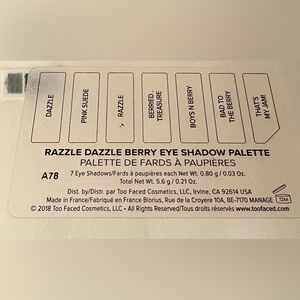 DAZZLE
PINK SUEDE
RAZZLE
BERRIED
TREASURE
BOYS N BERRY
BAD TO
THE BERRY
THAT'S
MY JAM!
RAZZLE DAZZLE BERRY EYE SHADOW PALETTE
PALETTE DE FARDS À PAUPIÈRES
A78
7 Eye Shadows/Fards à paupières each Net Wt. 0.80 g / 0.03 Oz.
Total Net Wt. 5.6 g / 0.21 Oz.
Dist. by/Distr. par Too Faced Cosmetics, LLC, Irvine, CA 92614 USA
Made in France/Fabriqué en France Biorius, Rue de la Croyere 10A, BE-7170 MANAGE
12M
© 2018 Too Faced Cosmetics, LLC • All Rights Reserved/Tous droits réservés www.toofaced.com